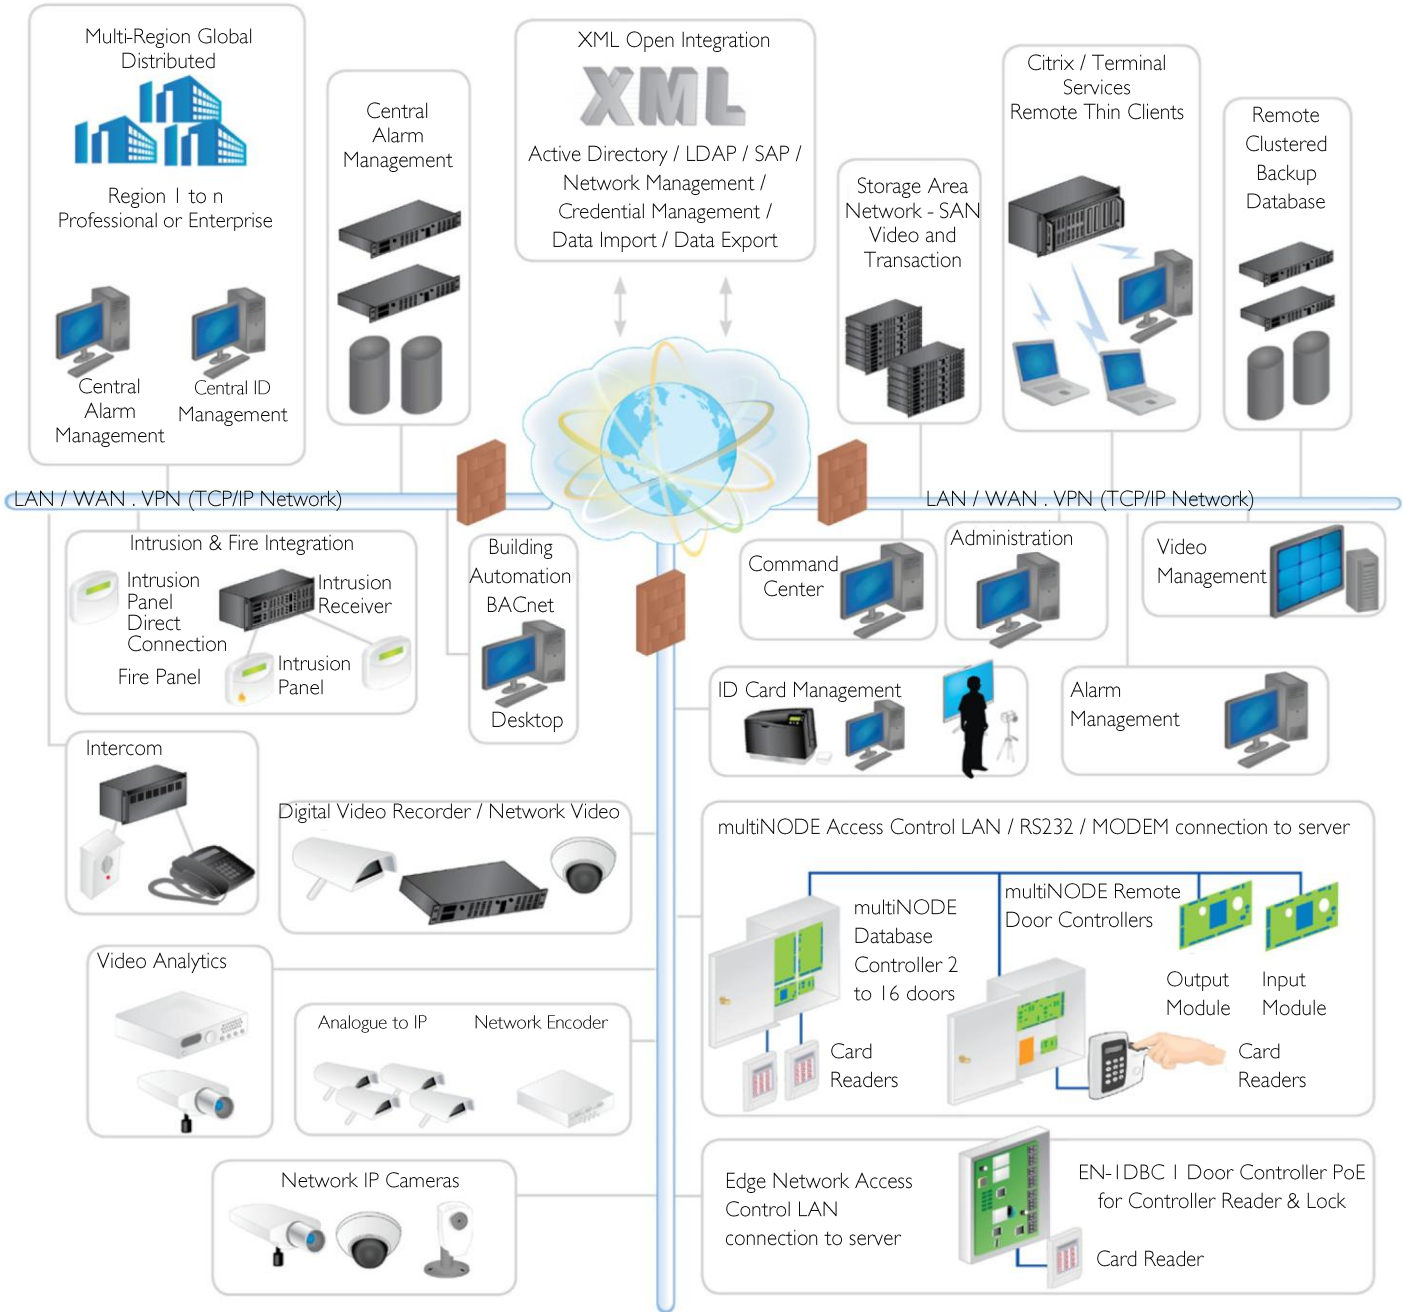 Multi-Region Global
Distributed
Region 1 to n
Professional or Enterprise
Central
Alarm
Management
Central ID
Management
Central
Alarm
Management
XML Open Integration
XML
Active Directory / LDAP / SAP /
Network Management /
Credential Management /
Data Import / Data Export
Storage Area
Network - SAN
Video and
Transaction
Citrix / Terminal
Services
Remote Thin Clients
Remote
Clustered
Backup
Database
LAN / WAN . VPN (TCP/IP Network)
LAN / WAN . VPN (TCP/IP Network)
Intrusion & Fire Integration
Intrusion
Panel
Direct
Connection
Intrusion
Receiver
Fire Panel
Intrusion
Panel
Building
Automation
BACnet
Desktop
Command
Center
Administration
Video
Management
ID Card Management
Alarm
Management
Intercom
Digital Video Recorder / Network Video
multiNODE Access Control LAN / RS232 / MODEM connection to server
multiNODE
Database
Controller 2
to 16 doors
multiNODE Remote
Door Controllers
Output
Module
Input
Module
Card
Readers
Card
Readers
Video Analytics
Analogue to IP
Network Encoder
Network IP Cameras
Edge Network Access
Control LAN
connection to server
EN-1DBC 1 Door Controller PoE
for Controller Reader & Lock
Card Reader